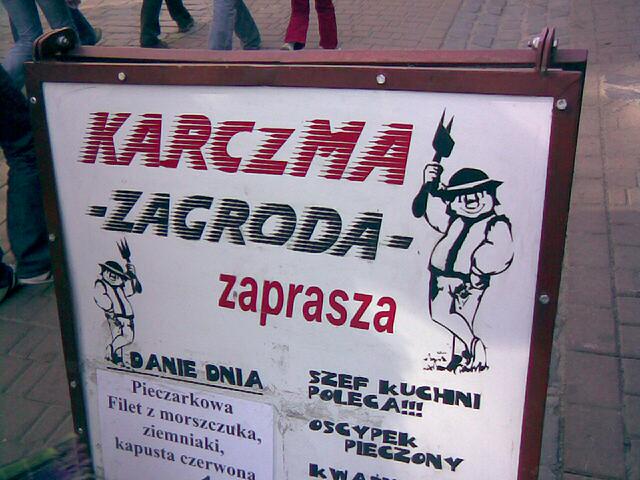 KARCZMA
-ZAGRODA-
zaprasza
DANIE DNIA
Pieczarkowa
Filet z morszczuka,
ziemniaki,
kapusta czerwona
SZEF KUCHNI
POLECA!!!
OSCYPEK
PIECZONY